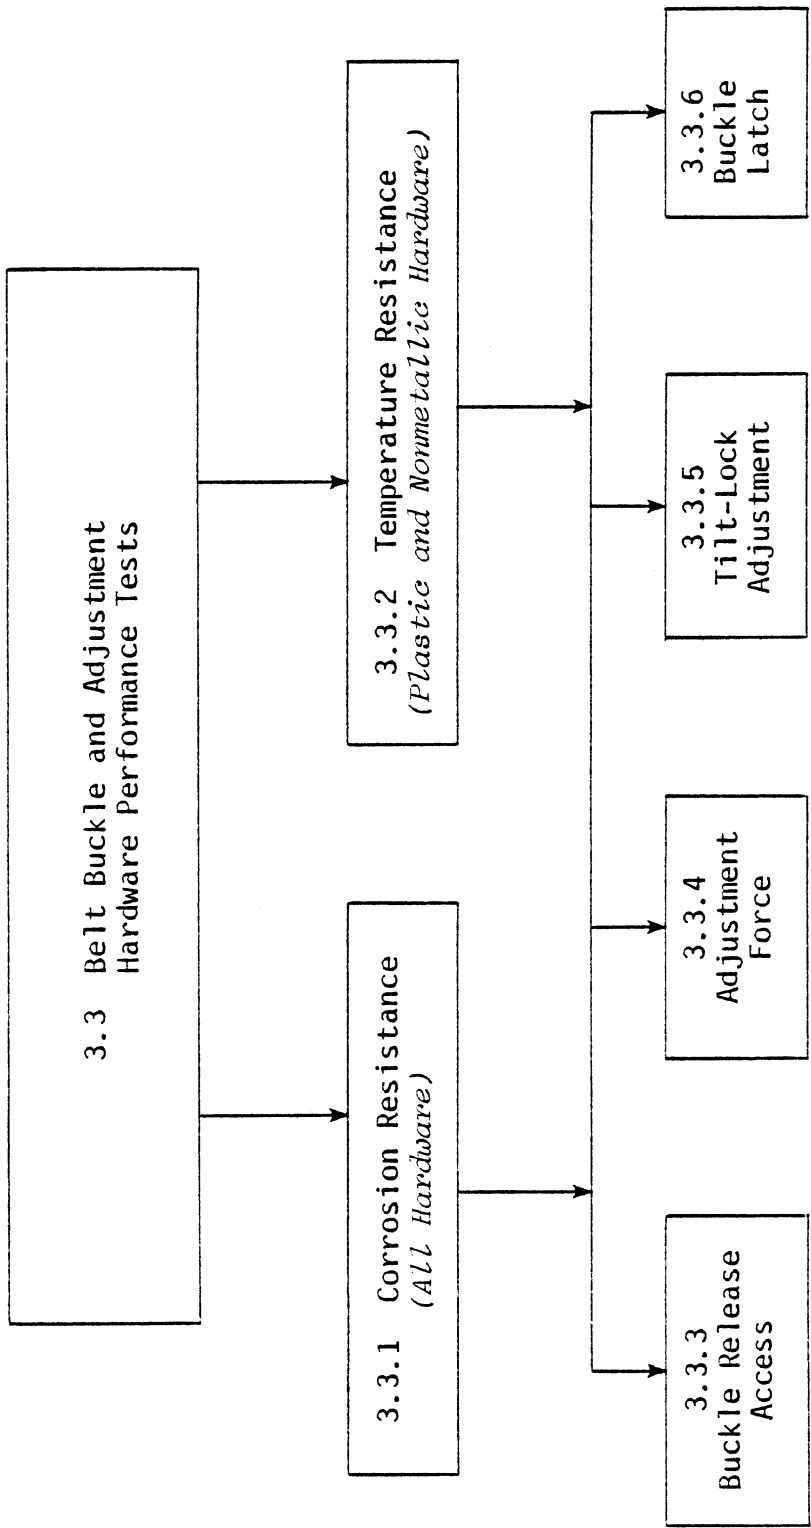 3.3 Belt Buckle and Adjustment
Hardware Performance Tests
3.3.1 Corrosion Resistance
(All Hardware)
3.3.2 Temperature Resistance
(Plastic and Nonmetallic Hardware)
3.3.3
Buckle Release
Access
3.3.4
Adjustment
Force
3.3.5
Tilt-Lock
Adjustment
3.3.6
Buckle
Latch